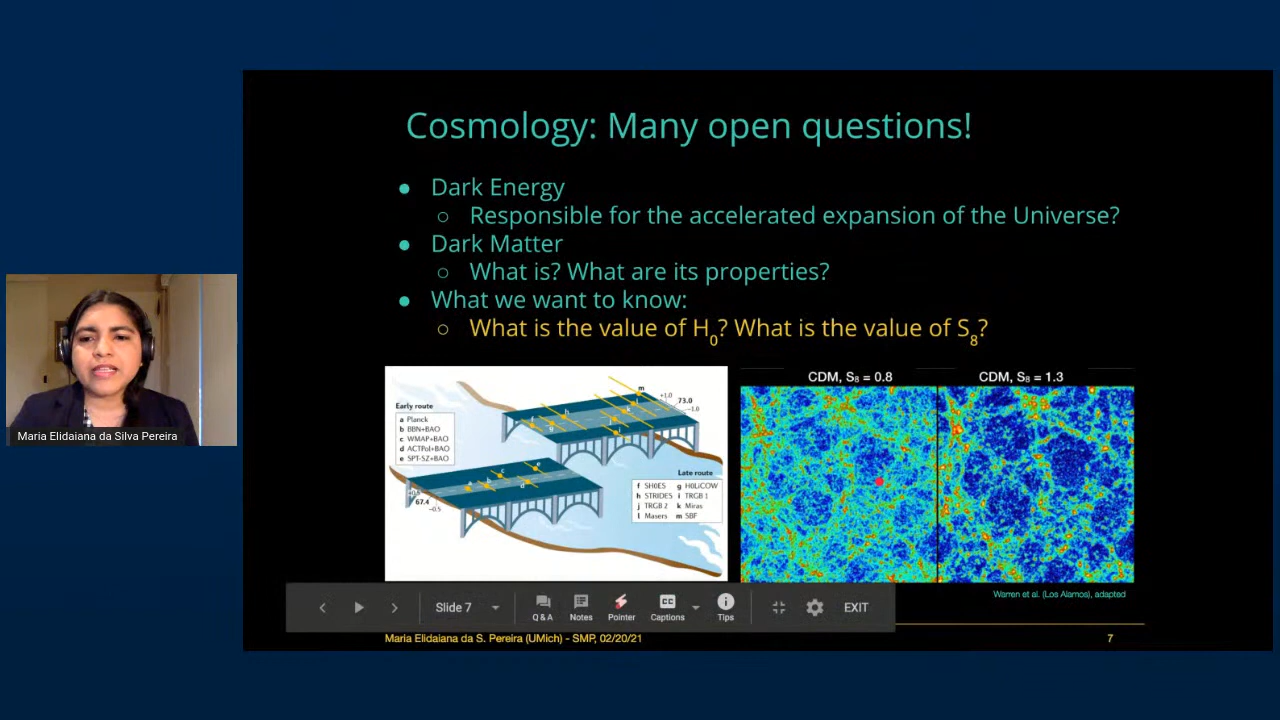 Cosmology: Many open questions!
● Dark Energy
○ Responsible for the accelerated expansion of the Universe?
● Dark Matter
○ What is? What are its properties?
● What we want to know:
○ What is the value of H0? What is the value of S8?
Early route
a Planck
b BBN+BAO
c WMAP+BAO
d ACTPol+BAO
e SPT-SZ+BAO
m
+1.0
73.0
−1.0
h
67.4
−0.5
Late route
f SH0ES g H0LiCOW
h STRIDES i TRGB 1
j TRGB 2 k Miras
l Masers m SBF
CDM, S8 = 0.8
CDM, S8 = 1.3
Warren et al. (Los Alamos), adapted
Maria Elidaiana da Silva Pereira
Slide 7
Q & A
Notes
Pointer
CC
Captions
Tips
EXIT
Maria Elidaiana da S. Pereira (UMich) - SMP, 02/20/21
7